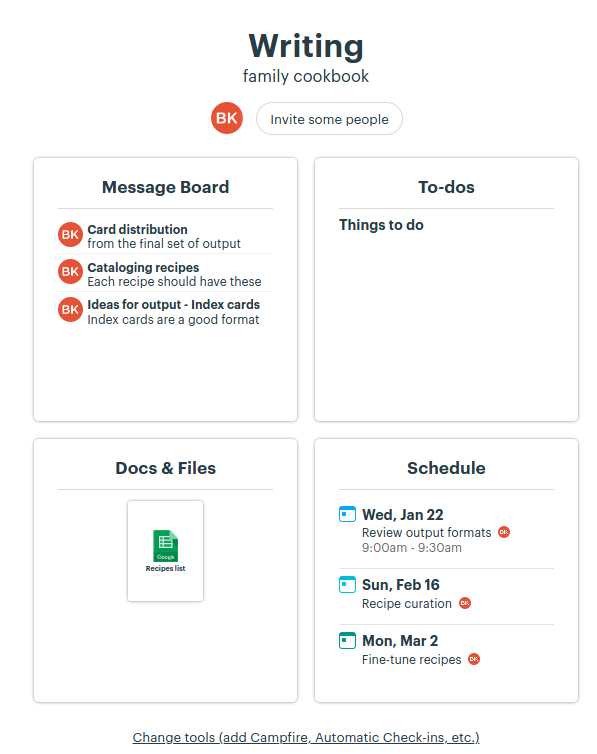 Writing
family cookbook
BK
Invite some people
Message Board
BK
Card distribution
from the final set of output
BK
Cataloging recipes
Each recipe should have these
BK
Ideas for output - Index cards
Index cards are a good format
To-dos
Things to do
Docs & Files
Google
Recipes list
Schedule
Wed, Jan 22
Review output formats BK
9:00am - 9:30am
Sun, Feb 16
Recipe curation BK
Mon, Mar 2
Fine-tune recipes BK
Change tools (add Campfire, Automatic Check-ins, etc.)